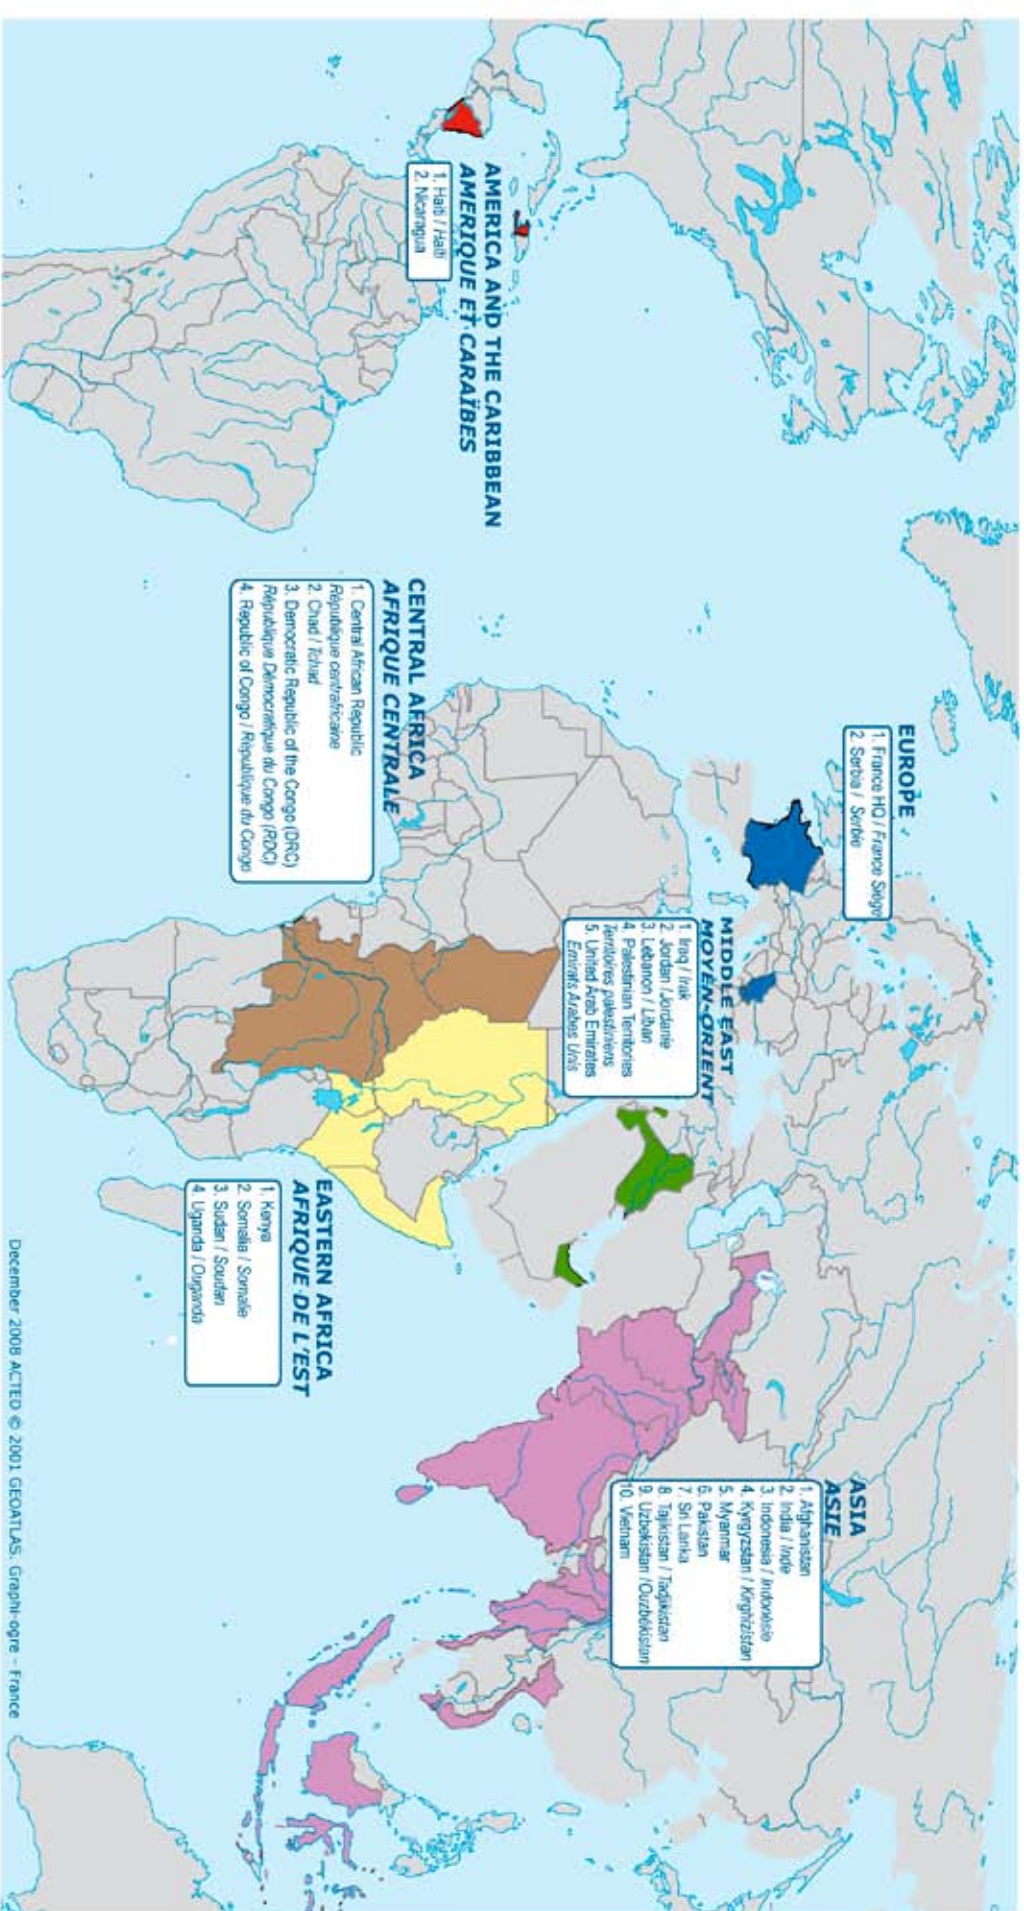 AMERICA AND THE CARIBBEAN
AMERIQUE ET CARAÏBES
1. Haiti / Haïti
2. Nicaragua
EUROPE
1. France HQ / France Siège
2. Serbia / Serbie
CENTRAL AFRICA
AFRIQUE CENTRALE
1. Central African Republic
République centrafricaine
2. Chad / Tchad
3. Democratic Republic of the Congo (DRC)
République Démocratique du Congo (RDC)
4. Republic of Congo / République du Congo
MIDDLE EAST
MOYEN-ORIENT
1. Iraq / Irak
2. Jordan / Jordanie
3. Lebanon / Liban
4. Palestinian Territories
Territoires palestiniens
5. United Arab Emirates
Emirats Arabes Unis
EASTERN AFRICA
AFRIQUE DE L'EST
1. Kenya
2. Somalia / Somalie
3. Sudan / Soudan
4. Uganda / Ouganda
ASIA
ASIE
1. Afghanistan
2. India / Inde
3. Indonesia / Indonésie
4. Kyrgyzstan / Kirghizistan
5. Myanmar
6. Pakistan
7. Sri Lanka
8. Tajikistan / Tadjikistan
9. Uzbekistan / Ouzbékistan
10. Vietnam
December 2008 ACTED © 2001 GEOATLAS. Graphi-ogre - France